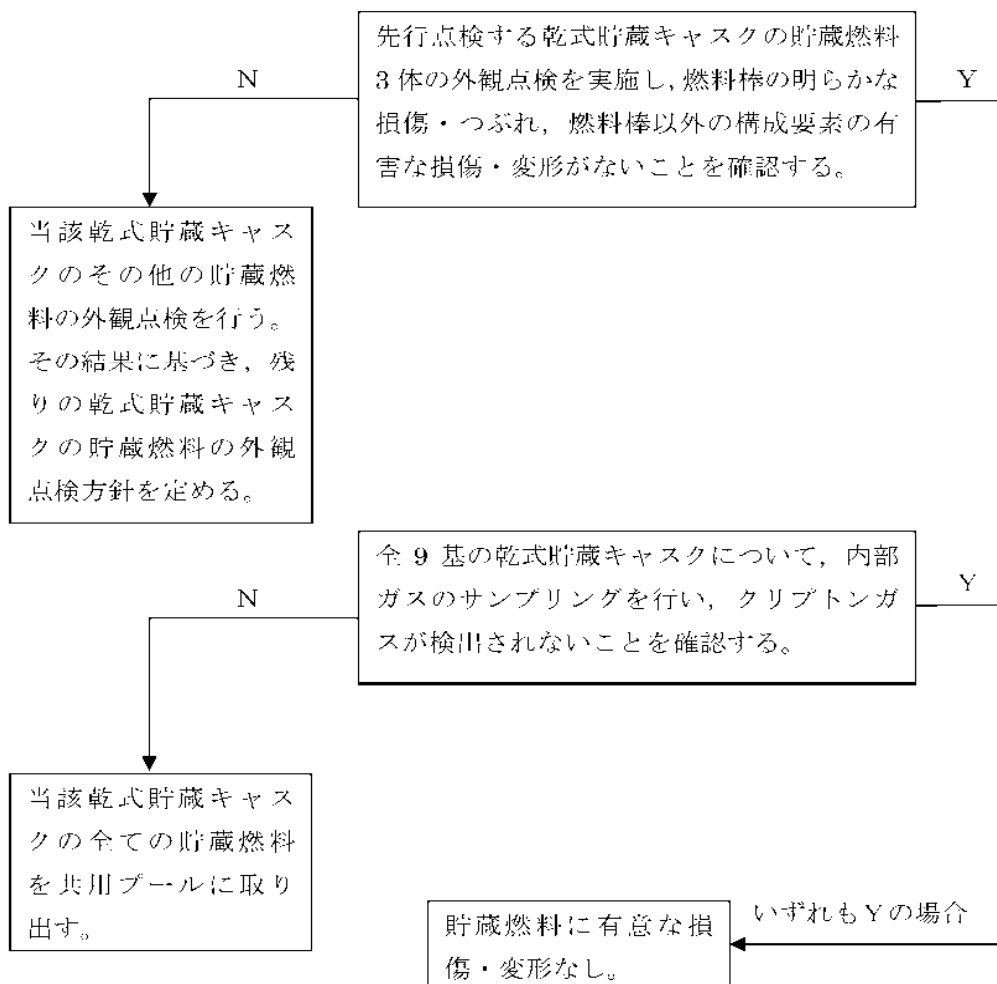 先行点検する乾式貯蔵キャスクの貯蔵燃料
3体の外観点検を実施し，燃料棒の明らかな
損傷・つぶれ，燃料棒以外の構成要素の有
害な損傷・変形がないことを確認する。
N
Y
当該乾式貯蔵キャス
クのその他の貯蔵燃
料の外観点検を行う。
その結果に基づき，残
りの乾式貯蔵キャス
クの貯蔵燃料の外観
点検方針を定める。
全 9 基の乾式貯蔵キャスクについて，内部
ガスのサンプリングを行い，クリプトンガ
スが検出されないことを確認する。
N
Y
当該乾式貯蔵キャス
クの全ての貯蔵燃料
を共用プールに取り
出す。
いずれもYの場合
貯蔵燃料に有意な損
傷・変形なし。